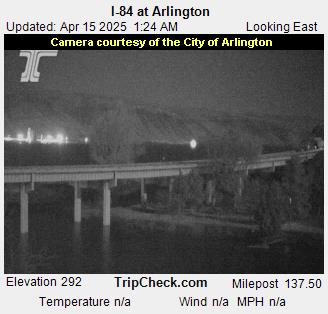 I-84 at Arlington
Updated: Apr 15 2025 1:24 AM Looking East
Camera courtesy of the City of Arlington
Elevation 292 TripCheck.com Milepost 137.50
Temperature n/a Wind n/a MPH n/a